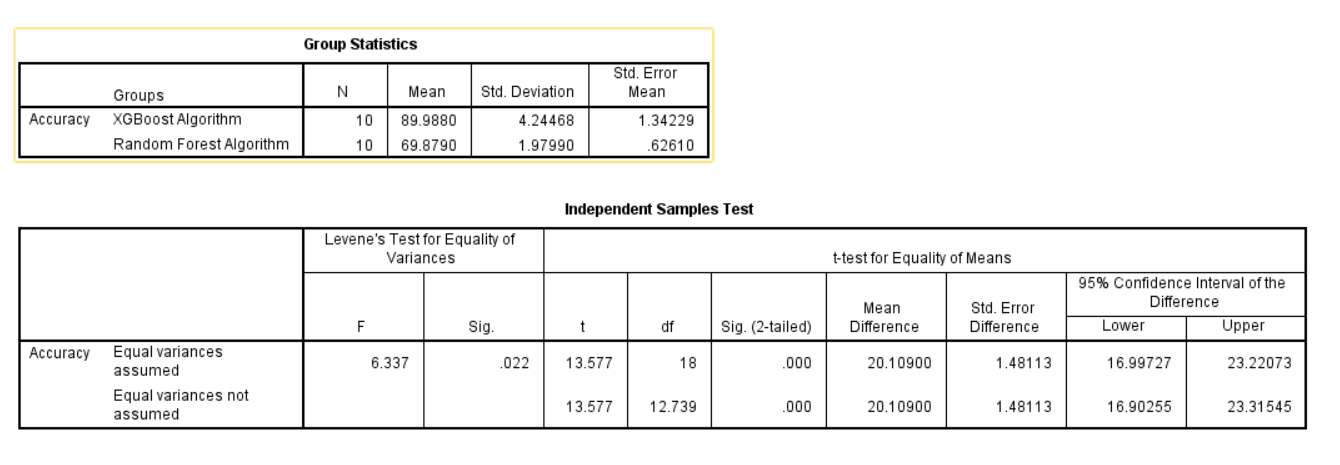 Group Statistics
Groups N Mean Std. Deviation Std. Error Mean
Accuracy XGBoost Algorithm 10 89.9880 4.24468 1.34229
Random Forest Algorithm 10 69.8790 1.97990 .62610
Independent Samples Test
Levene's Test for Equality of Variances t-test for Equality of Means
95% Confidence Interval of the Difference
F Sig. t df Sig. (2-tailed) Mean Difference Std. Error Difference Lower Upper
Accuracy Equal variances assumed 6.337 .022 13.577 18 .000 20.10900 1.48113 16.99727 23.22073
Equal variances not assumed 13.577 12.739 .000 20.10900 1.48113 16.90255 23.31545